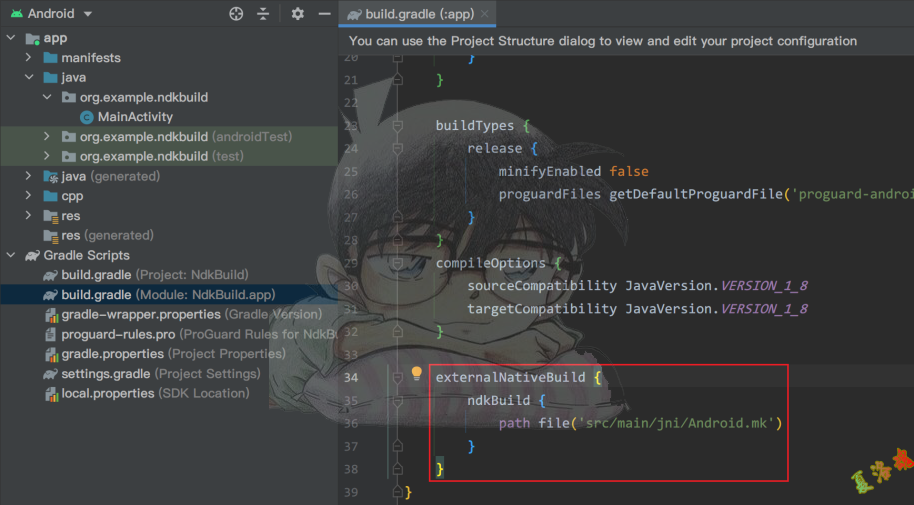 Android
app
manifests
java
org.example.ndkbuild
MainActivity
org.example.ndkbuild (androidTest)
org.example.ndkbuild (test)
java (generated)
cpp
res
res (generated)
Gradle Scripts
build.gradle (Project: NdkBuild)
build.gradle (Module: NdkBuild.app)
gradle-wrapper.properties (Gradle Version)
proguard-rules.pro (ProGuard Rules for NdkB
gradle.properties (Project Properties)
settings.gradle (Project Settings)
local.properties (SDK Location)
build.gradle (:app)
You can use the Project Structure dialog to view and edit your project configuration
20 }
21 }
22
23 buildTypes {
24 release {
25 minifyEnabled false
26 proguardFiles getDefaultProguardFile('proguard-androi
27 }
28 }
29 compileOptions {
30 sourceCompatibility JavaVersion.VERSION_1_8
31 targetCompatibility JavaVersion.VERSION_1_8
32 }
33
34 externalNativeBuild {
35 ndkBuild {
36 path file('src/main/jni/Android.mk')
37 }
38 }
39 }